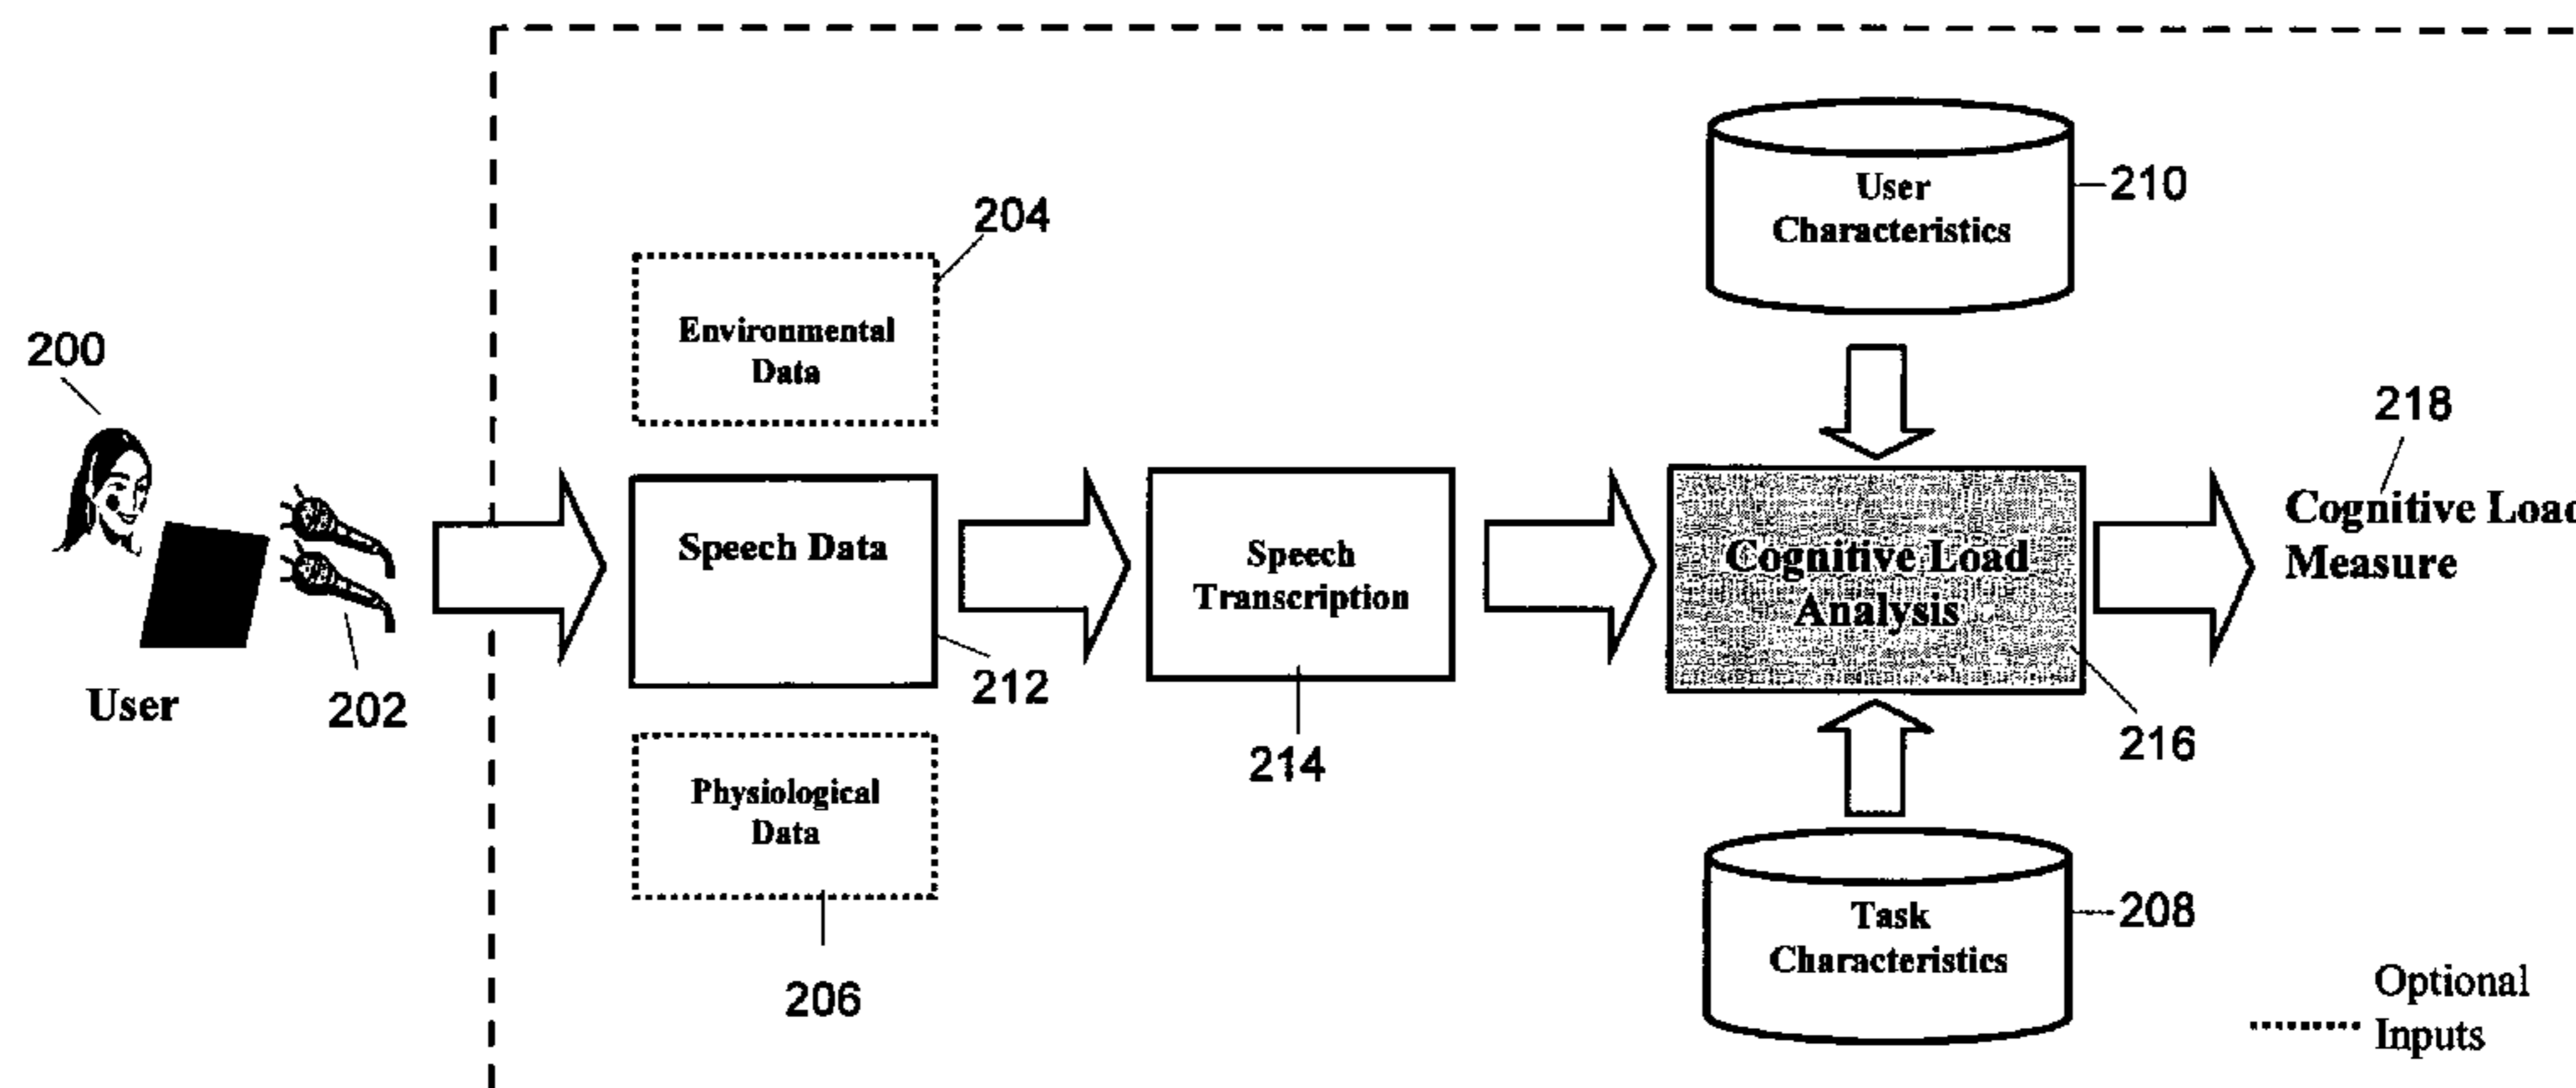 200
User
202
204
Environmental
Data
Speech Data
212
Physiological
Data
206
Speech
Transcription
214
User
Characteristics
210
Cognitive Load
Analysis
216
Task
Characteristics
208
218
Cognitive Load
Measure
Optional
Inputs